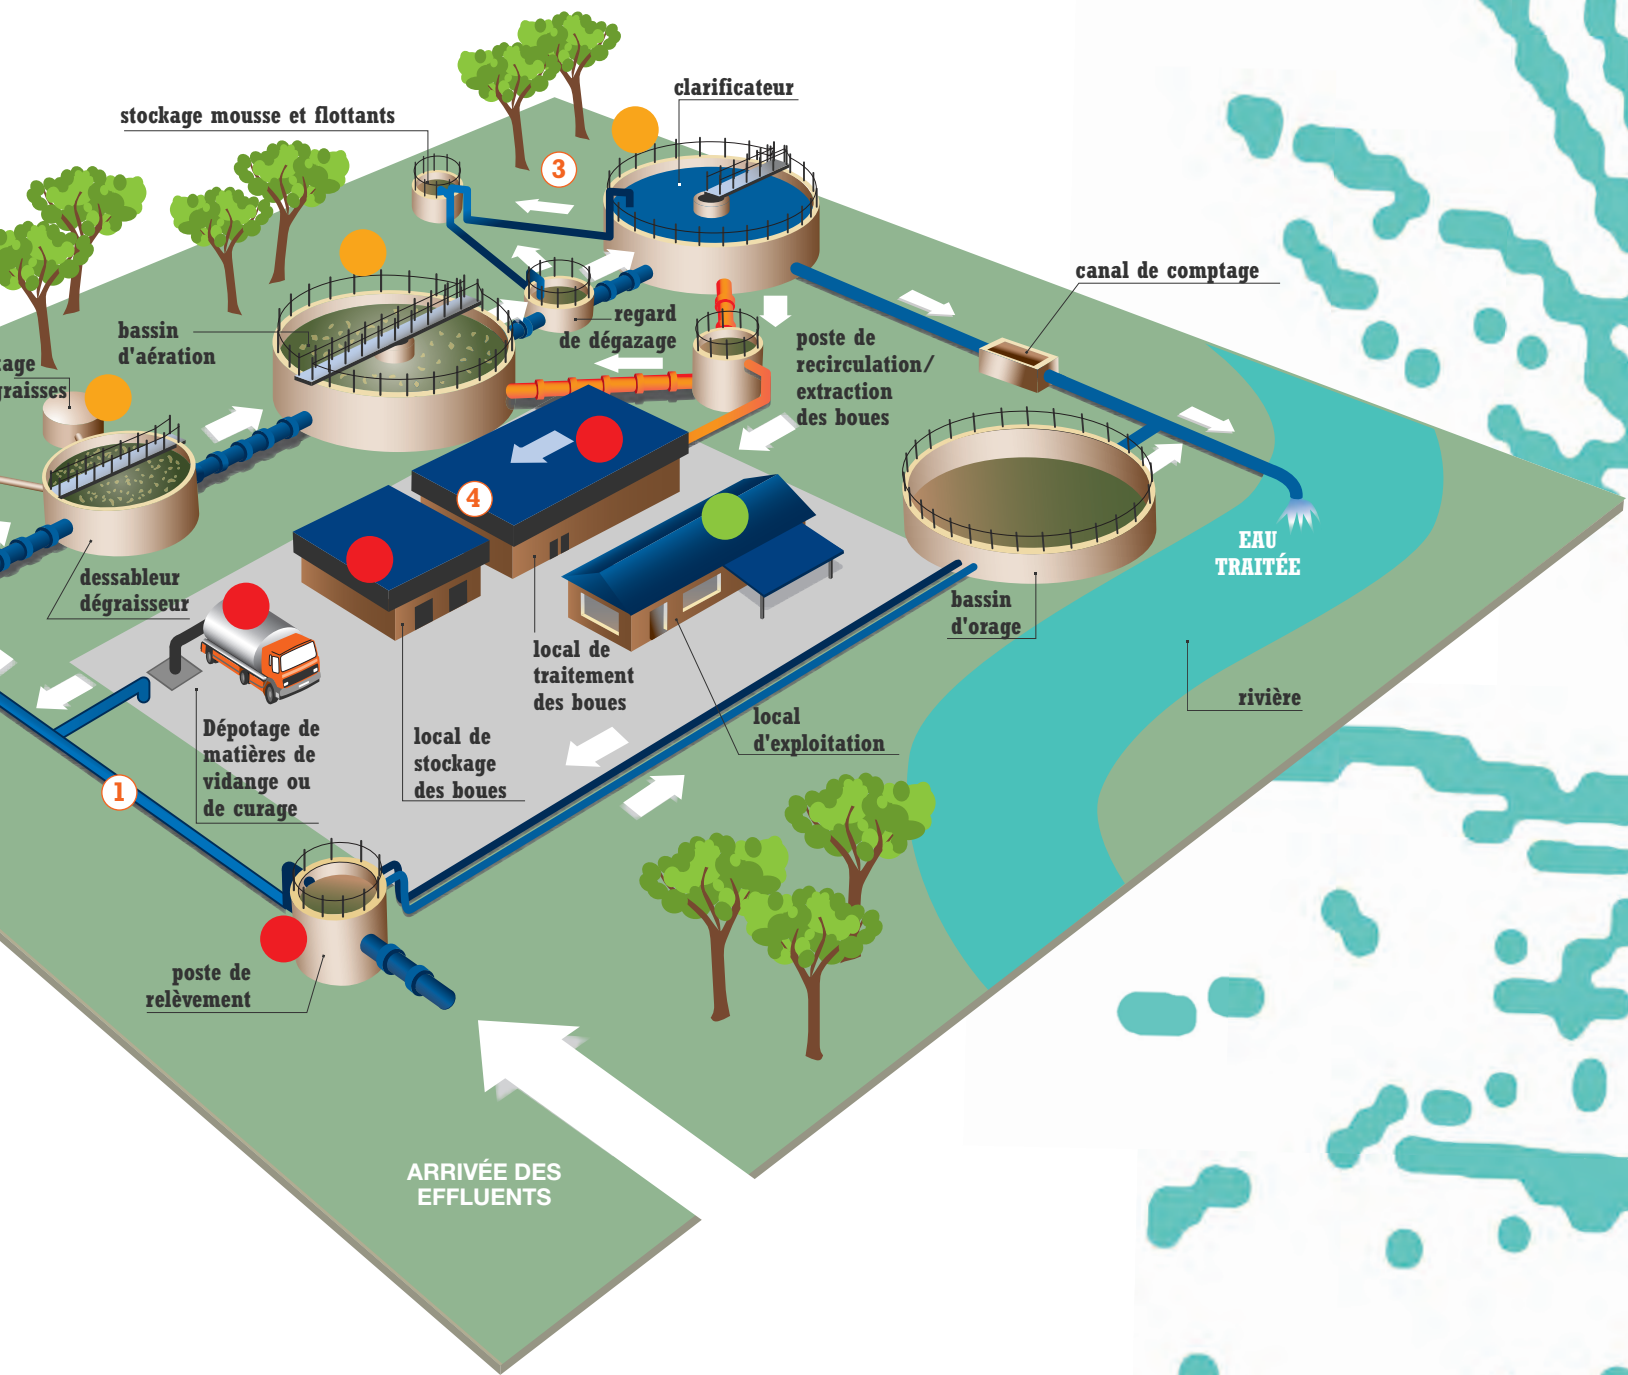 clarificateur
stockage mousse et flottants
3
canal de comptage
bassin
d'aération
regard
de dégazage
poste de
recirculation/
extraction
des boues
tage
graisses
4
EAU
TRAITÉE
dessableur
dégraisseur
bassin
d'orage
local de
traitement
des boues
rivière
local
d'exploitation
Dépotage de
matières de
vidange ou
de curage
local de
stockage
des boues
1
poste de
relèvement
ARRIVÉE DES
EFFLUENTS